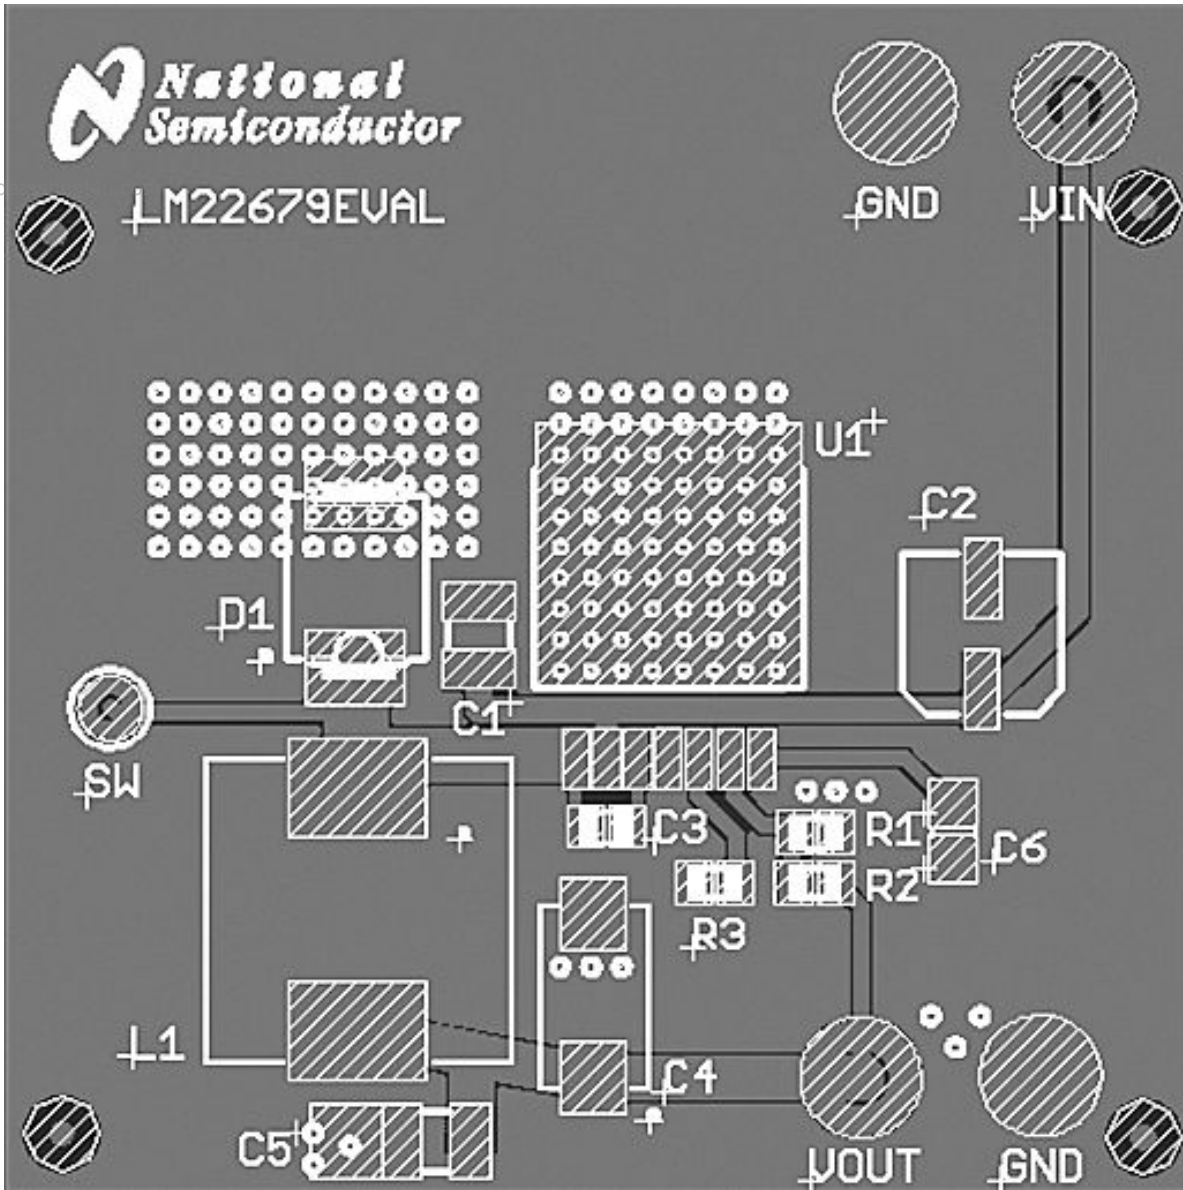 National
Semiconductor
LM22679EVAL
GND
VIN
U1
C2
D1
C1
SW
C3
R1
C6
R2
R3
L1
C4
C5
VOUT
GND